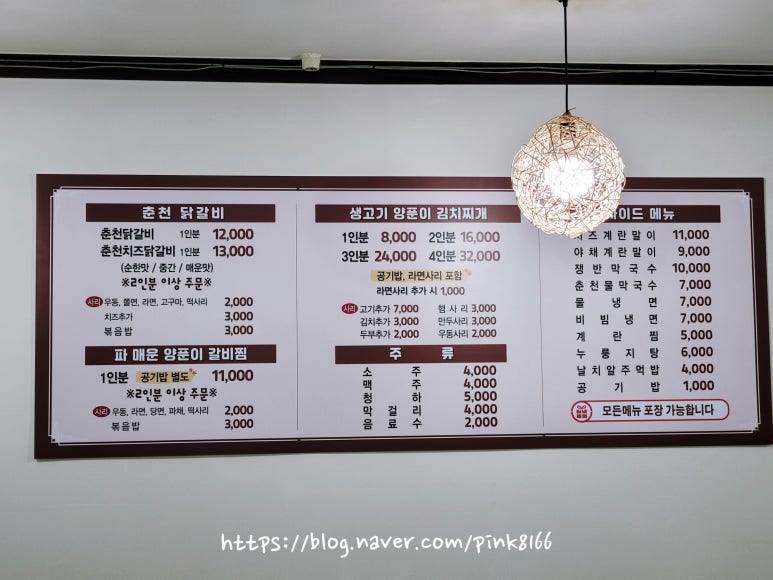 춘천 닭갈비
춘천닭갈비 1인분 12,000
춘천치즈닭갈비 1인분 13,000
(순한맛 / 중간 / 매운맛)
※2인분 이상 주문※
사리 우동, 쫄면, 라면, 고구마, 떡사리 2,000
치즈추가 3,000
볶음밥 3,000
파 매운 양푼이 갈비찜
1인분 공기밥 별도 11,000
※2인분 이상 주문※
사리 우동, 라면, 당면, 파채, 떡사리 2,000
볶음밥 3,000
생고기 양푼이 김치찌개
1인분 8,000 2인분 16,000
3인분 24,000 4인분 32,000
공기밥, 라면사리 포함
라면사리 추가 시 1,000
사리 고기추가 7,000 햄사리 3,000
김치추가 3,000 만두사리 3,000
두부추가 2,000 우동사리 2,000
주류
소주 4,000
맥주 4,000
청하 5,000
막걸리 4,000
음료수 2,000
이드 메뉴
치즈계란말이 11,000
야채계란말이 9,000
쟁반막국수 10,000
춘천물막국수 7,000
물냉면 7,000
비빔냉면 7,000
계란찜 5,000
누룽지탕 6,000
날치알주먹밥 4,000
공기밥 1,000
모든메뉴 포장 가능합니다
https://blog.naver.com/pink8166